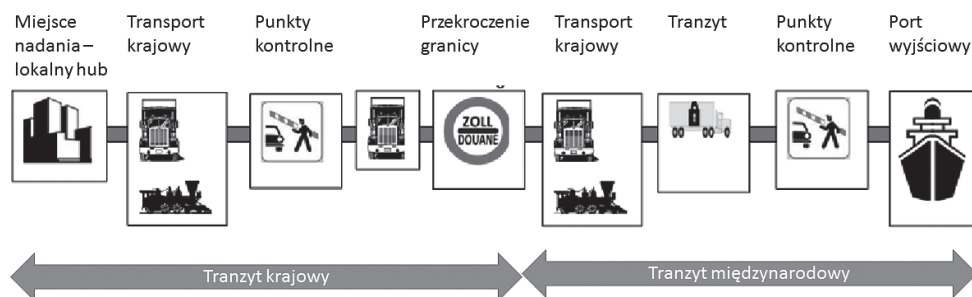 Miejsce
nadania –
lokalny hub
Transport
krajowy
Punkty
kontrolne
Przekroczenie
granicy
Transport
krajowy
Tranzyt
Punkty
kontrolne
Port
wyjściowy
ZOLL
DOUANE
Tranzyt krajowy
Tranzyt międzynarodowy